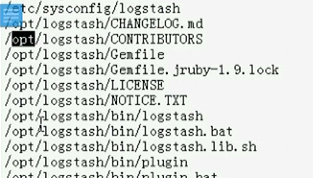 /etc/sysconfig/logstash
/opt/logstash/CHANGELOG.md
/opt/logstash/CONTRIBUTORS
/opt/logstash/Gemfile
/opt/logstash/Gemfile.jruby-1.9.lock
/opt/logstash/LICENSE
/opt/logstash/NOTICE.TXT
/opt/logstash/bin/logstash
/opt/logstash/bin/logstash.bat
/opt/logstash/bin/logstash.lib.sh
/opt/logstash/bin/plugin
/opt/logstash/bin/plugin.bat